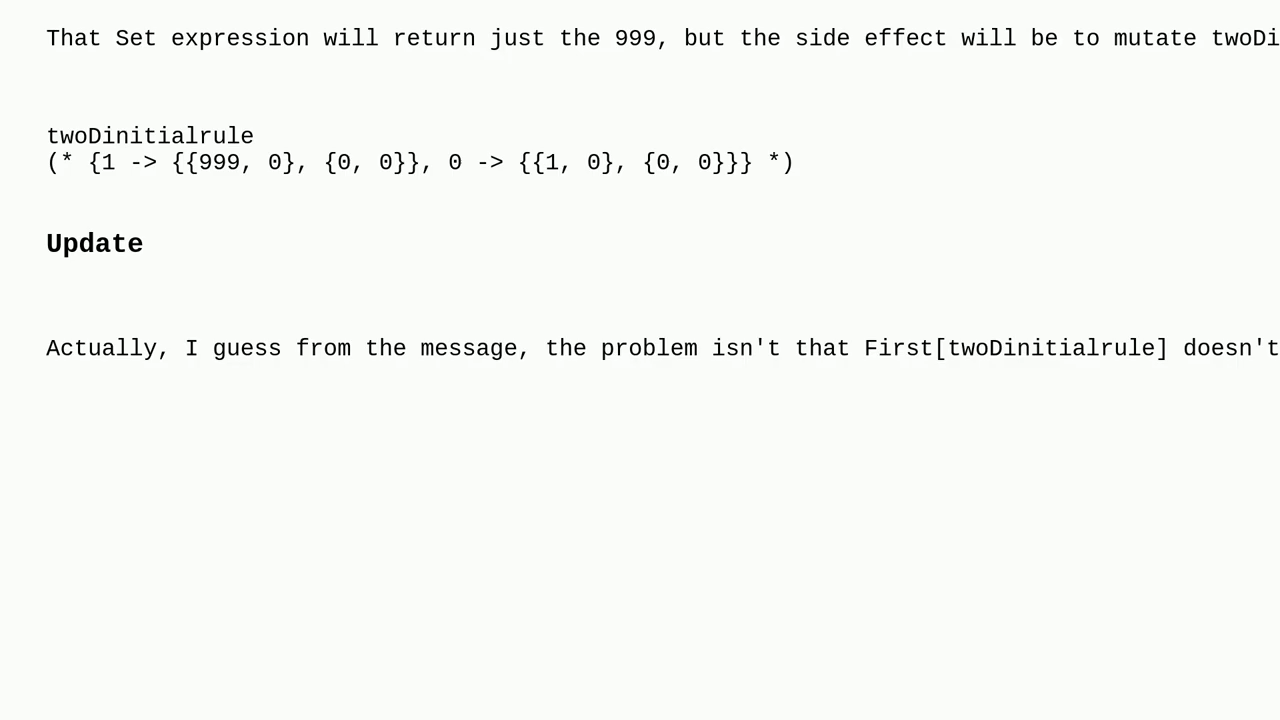 That Set expression will return just the 999, but the side effect will be to mutate twoDi
twoDinitialrule
(* {1 -> {{999, 0}, {0, 0}}, 0 -> {{1, 0}, {0, 0}}} *)
Update
Actually, I guess from the message, the problem isn't that First[twoDinitialrule] doesn't